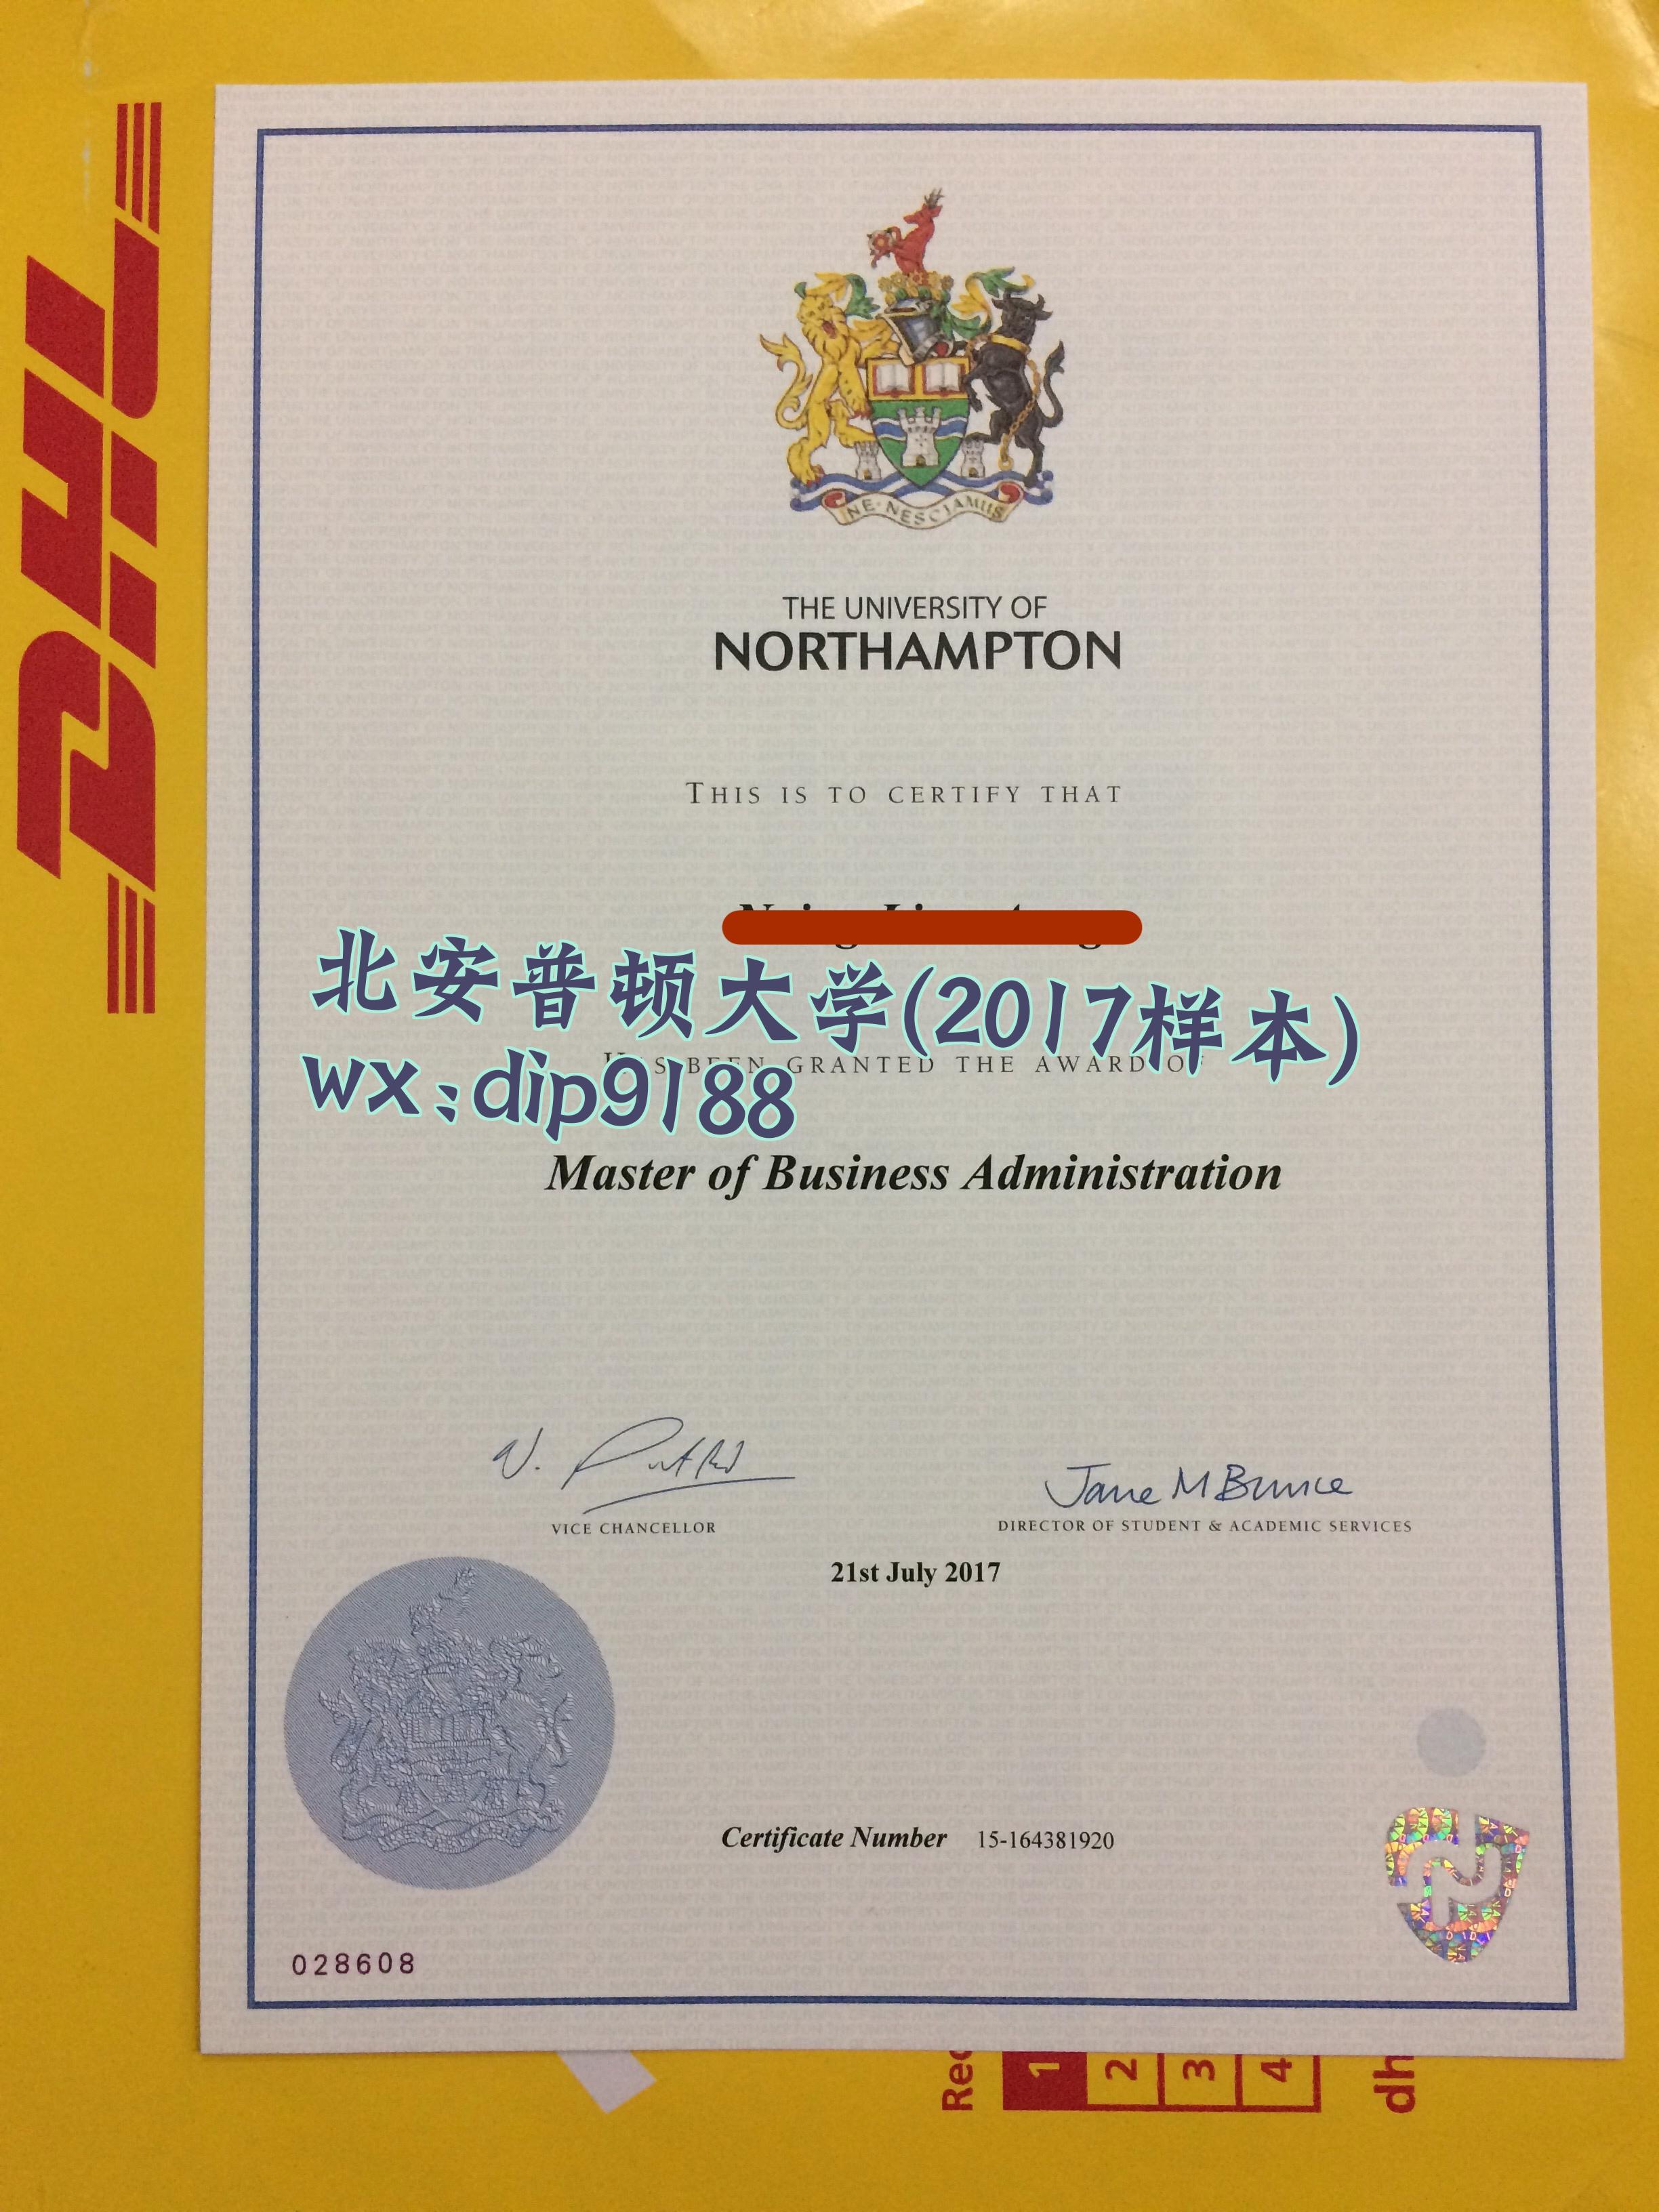 DHL
NE·NESCIAMUS
THE UNIVERSITY OF
NORTHAMPTON
THIS IS TO CERTIFY THAT
北安普顿大学(2017样本)
BEEN GRANTED THE AWARD
wx:dip9188
Master of Business Administration
Jane M Bunce
VICE CHANCELLOR
DIRECTOR OF STUDENT & ACADEMIC SERVICES
21st July 2017
Certificate Number 15-164381920
028608
1
2
3
4